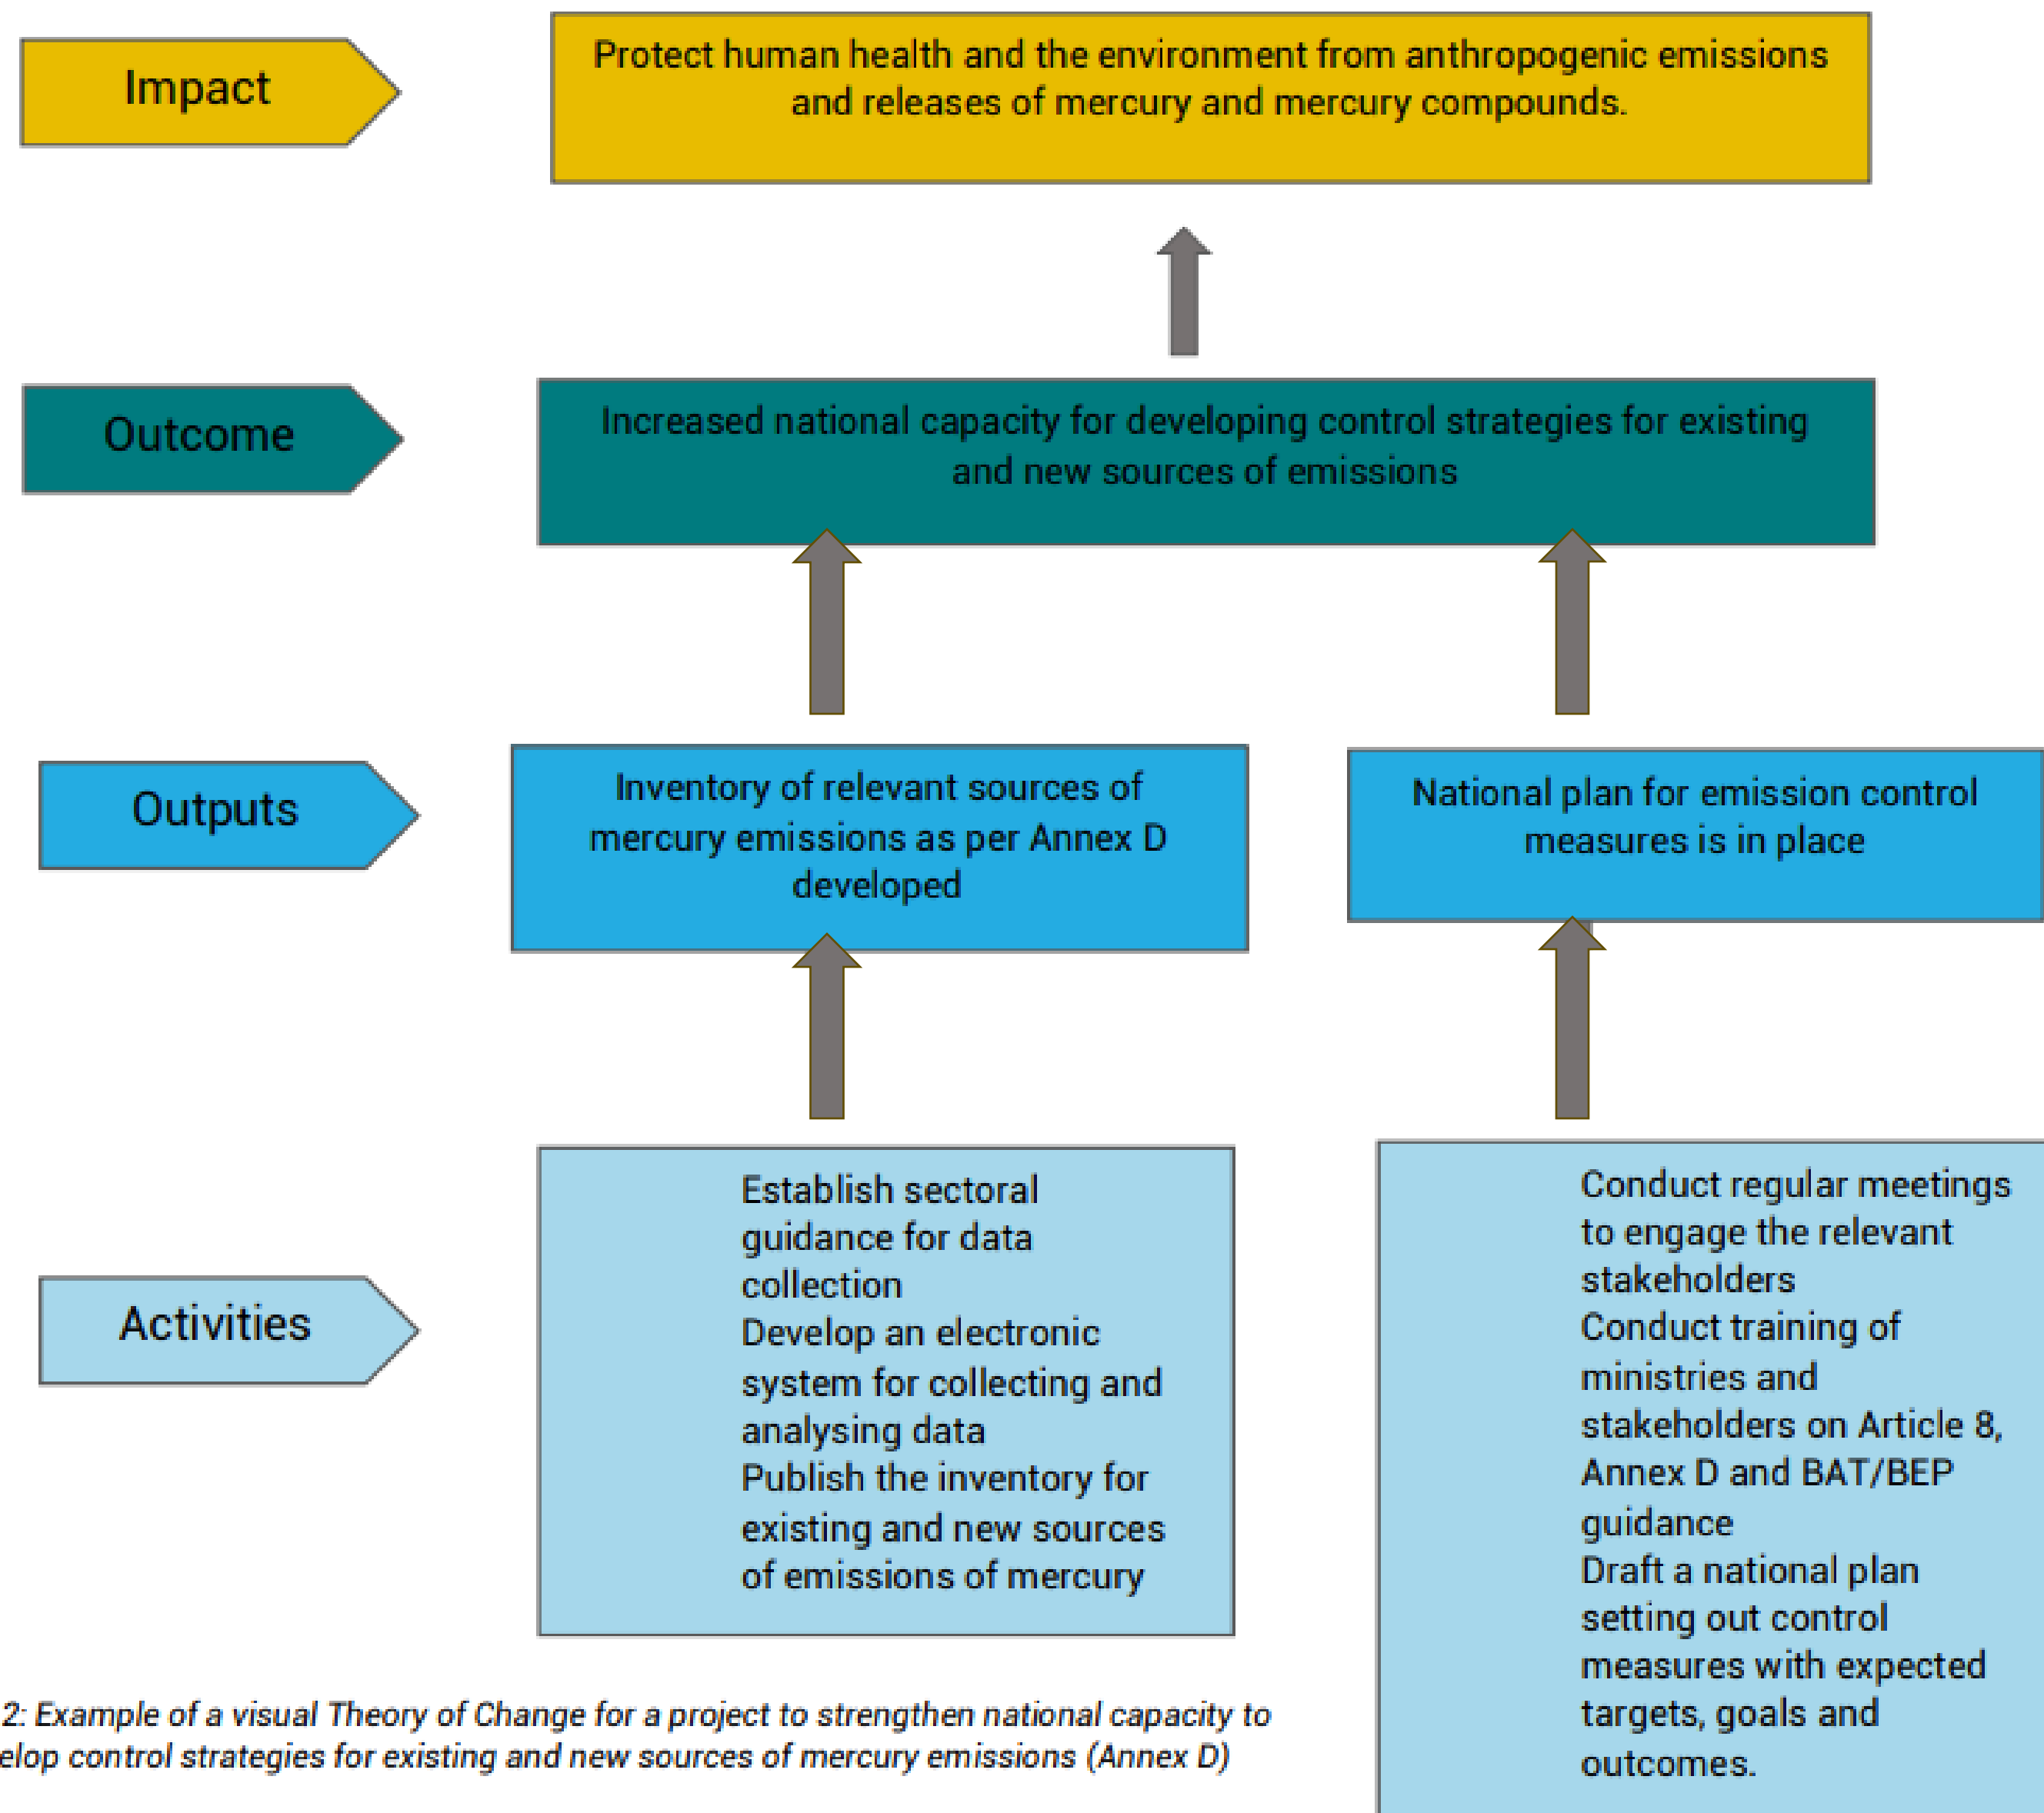 Impact
Protect human health and the environment from anthropogenic emissions
and releases of mercury and mercury compounds.
Outcome
Increased national capacity for developing control strategies for existing
and new sources of emissions
Outputs
Inventory of relevant sources of
mercury emissions as per Annex D
developed
National plan for emission control
measures is in place
Activities
Establish sectoral
guidance for data
collection
Develop an electronic
system for collecting and
analysing data
Publish the inventory for
existing and new sources
of emissions of mercury
Conduct regular meetings
to engage the relevant
stakeholders
Conduct training of
ministries and
stakeholders on Article 8,
Annex D and BAT/BEP
guidance
Draft a national plan
setting out control
measures with expected
targets, goals and
outcomes.
2: Example of a visual Theory of Change for a project to strengthen national capacity to
elop control strategies for existing and new sources of mercury emissions (Annex D)